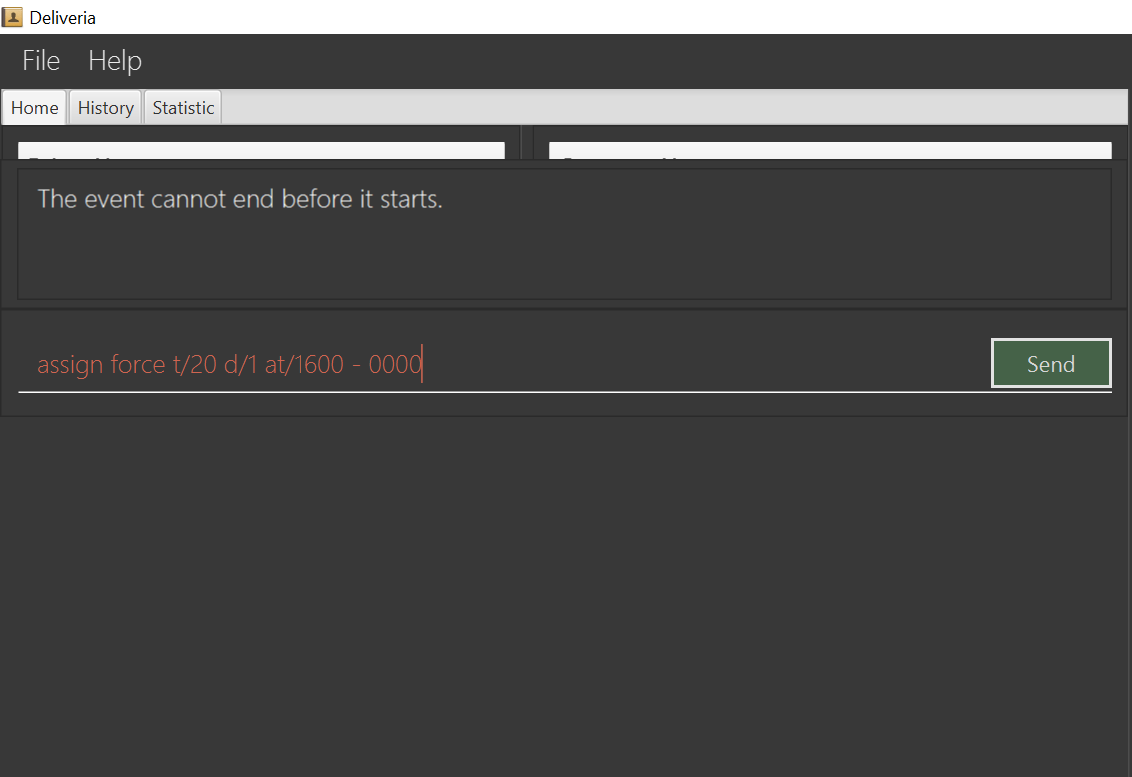 Deliveria
File Help
Home History Statistic
The event cannot end before it starts.
assign force t/20 d/1 at/1600 - 0000
Send